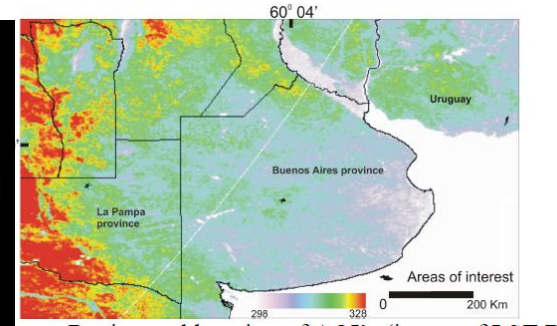 60° 04'
Uruguay
Buenos Aires province
La Pampa
province
Areas of interest
298
328
0
200 Km